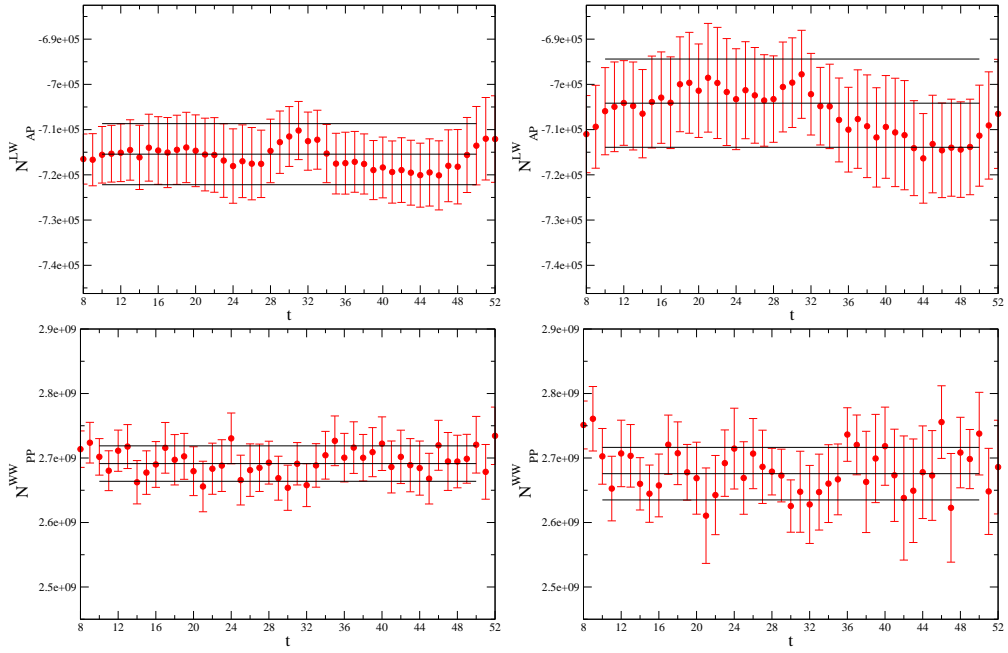 -6.9e+05
-7e+05
-7.1e+05
-7.2e+05
-7.3e+05
-7.4e+05
N^LW_AP
8 12 16 20 24 28 32 36 40 44 48 52
t
-6.9e+05
-7e+05
-7.1e+05
-7.2e+05
-7.3e+05
-7.4e+05
N^LW_AP
8 12 16 20 24 28 32 36 40 44 48 52
t
2.9e+09
2.8e+09
2.7e+09
2.6e+09
2.5e+09
N^WW_PP
8 12 16 20 24 28 32 36 40 44 48 52
t
2.9e+09
2.8e+09
2.7e+09
2.6e+09
2.5e+09
N^WW_PP
8 12 16 20 24 28 32 36 40 44 48 52
t